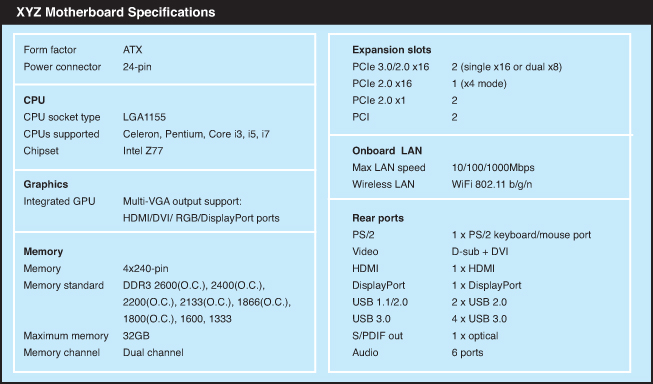 XYZ Motherboard Specifications
Form factor ATX
Power connector 24-pin
CPU
CPU socket type LGA1155
CPUs supported Celeron, Pentium, Core i3, i5, i7
Chipset Intel Z77
Graphics
Integrated GPU Multi-VGA output support:
HDMI/DVI/ RGB/DisplayPort ports
Memory
Memory 4x240-pin
Memory standard DDR3 2600(O.C.), 2400(O.C.),
2200(O.C.), 2133(O.C.), 1866(O.C.),
1800(O.C.), 1600, 1333
Maximum memory 32GB
Memory channel Dual channel
Expansion slots
PCIe 3.0/2.0 x16 2 (single x16 or dual x8)
PCIe 2.0 x16 1 (x4 mode)
PCIe 2.0 x1 2
PCI 2
Onboard LAN
Max LAN speed 10/100/1000Mbps
Wireless LAN WiFi 802.11 b/g/n
Rear ports
PS/2 1 x PS/2 keyboard/mouse port
Video D-sub + DVI
HDMI 1 x HDMI
DisplayPort 1 x DisplayPort
USB 1.1/2.0 2 x USB 2.0
USB 3.0 4 x USB 3.0
S/PDIF out 1 x optical
Audio 6 ports